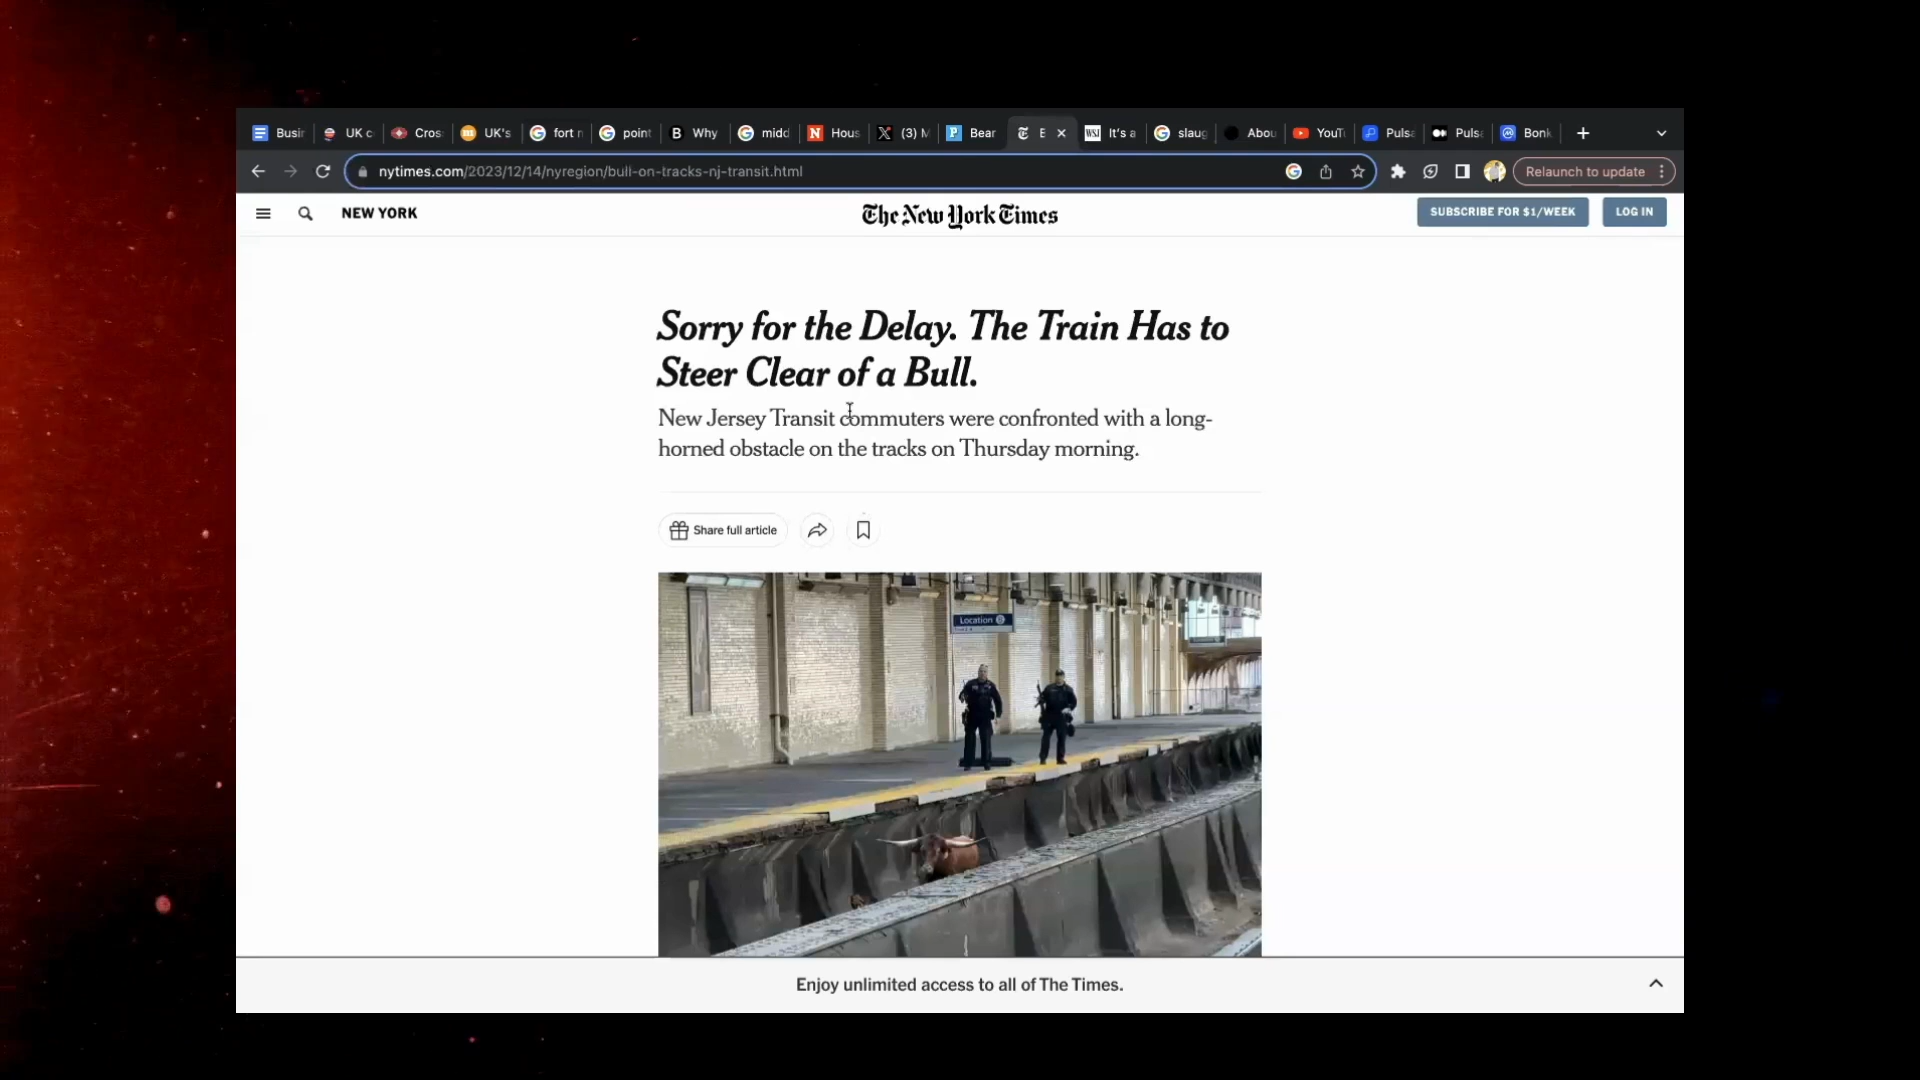 Busin
UK c
Cros
UK's
fort n
point
Why
midd
Hous
(3) M
Bear
WSJ
It's a
slaug
Abou
YouT
Pulsa
Pulsa
Bonk
nytimes.com/2023/12/14/nyregion/bull-on-tracks-nj-transit.html
Relaunch to update
NEW YORK
The New York Times
SUBSCRIBE FOR $1/WEEK
LOG IN
Sorry for the Delay. The Train Has to
Steer Clear of a Bull.
New Jersey Transit commuters were confronted with a long-
horned obstacle on the tracks on Thursday morning.
Share full article
Location
Enjoy unlimited access to all of The Times.